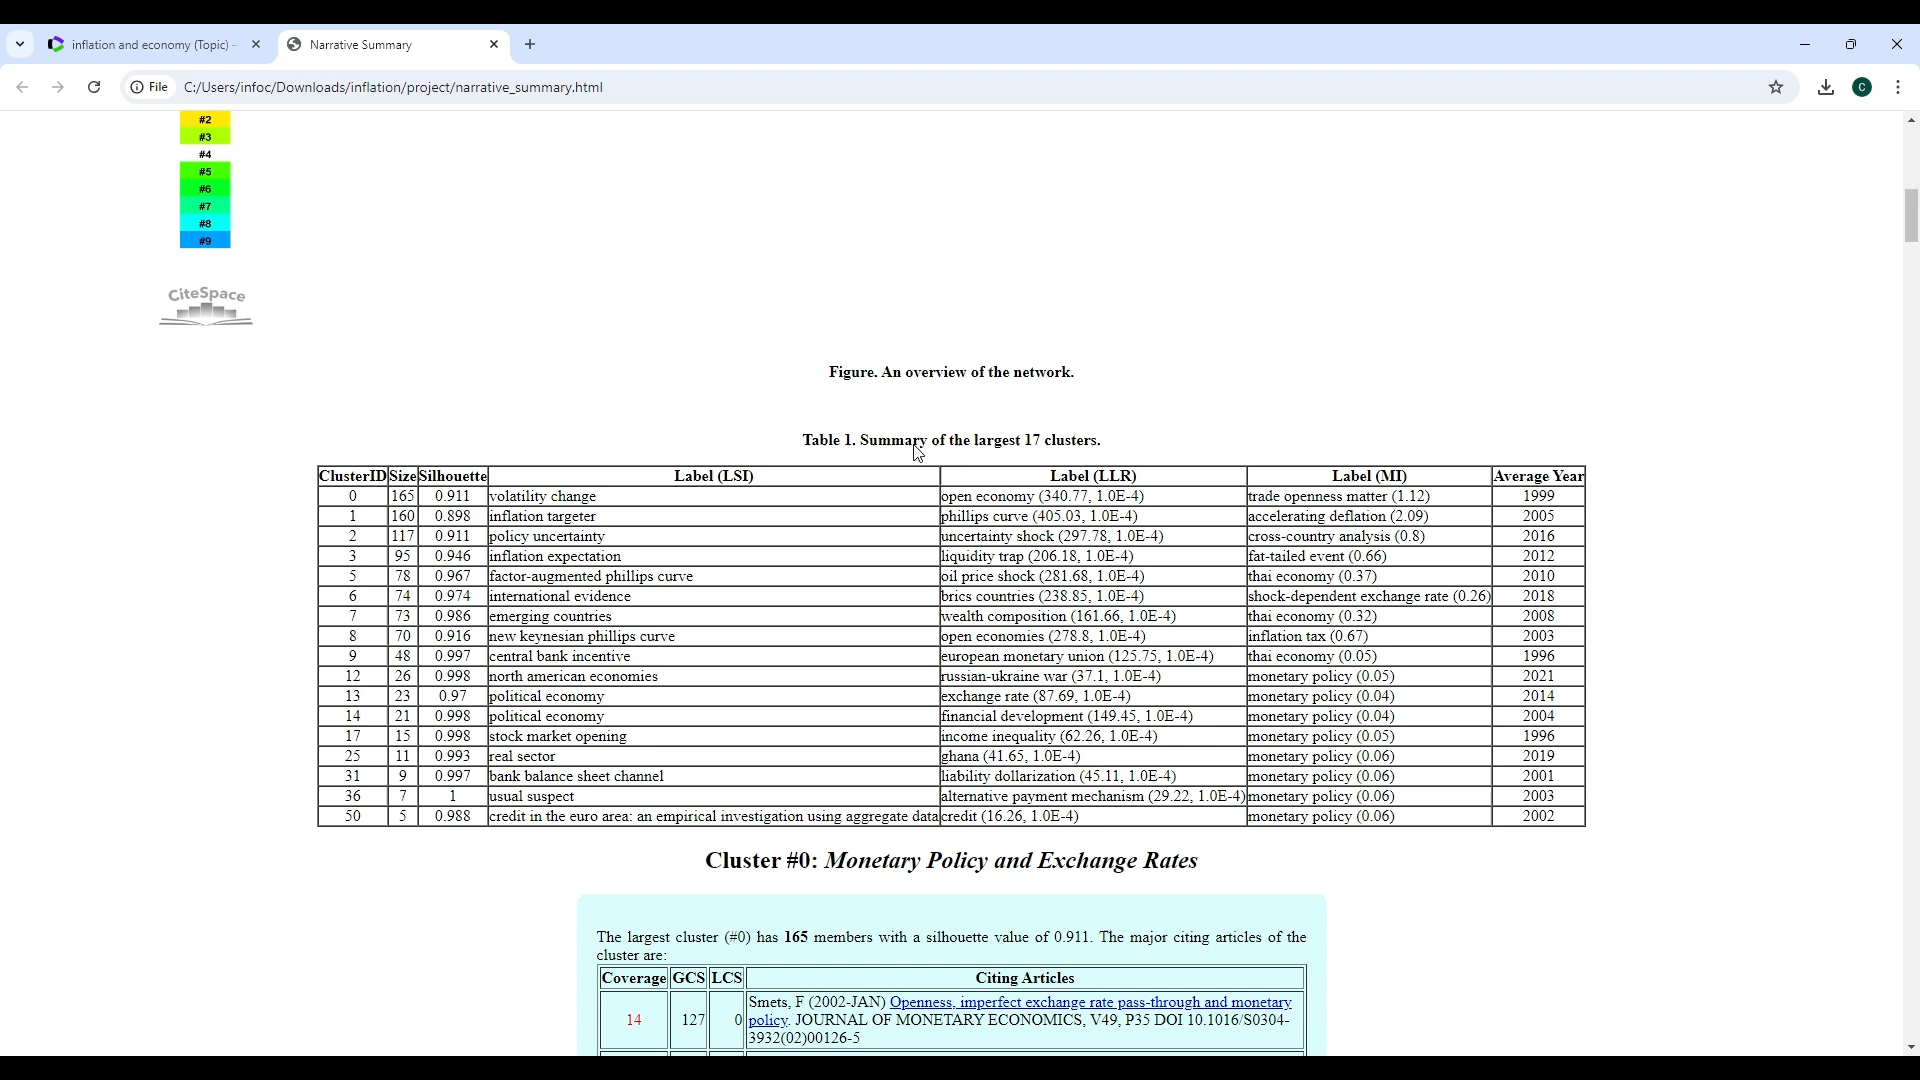 inflation and economy (Topic) -
Narrative Summary
File
C:/Users/infoc/Downloads/inflation/project/narrative_summary.html
C
#2
#3
#4
#5
#6
#7
#8
#9
CiteSpace
Figure. An overview of the network.
Table 1. Summary of the largest 17 clusters.
ClusterID Size Silhouette Label (LSI) Label (LLR) Label (MI) Average Year
0 165 0.911 volatility change open economy (340.77, 1.0E-4) trade openness matter (1.12) 1999
1 160 0.898 inflation targeter phillips curve (405.03, 1.0E-4) accelerating deflation (2.09) 2005
2 117 0.911 policy uncertainty uncertainty shock (297.78, 1.0E-4) cross-country analysis (0.8) 2016
3 95 0.946 inflation expectation liquidity trap (206.18, 1.0E-4) fat-tailed event (0.66) 2012
5 78 0.967 factor-augmented phillips curve oil price shock (281.68, 1.0E-4) thai economy (0.37) 2010
6 74 0.974 international evidence brics countries (238.85, 1.0E-4) shock-dependent exchange rate (0.26) 2018
7 73 0.986 emerging countries wealth composition (161.66, 1.0E-4) thai economy (0.32) 2008
8 70 0.916 new keynesian phillips curve open economies (278.8, 1.0E-4) inflation tax (0.67) 2003
9 48 0.997 central bank incentive european monetary union (125.75, 1.0E-4) thai economy (0.05) 1996
12 26 0.998 north american economies russian-ukraine war (37.1, 1.0E-4) monetary policy (0.05) 2021
13 23 0.97 political economy exchange rate (87.69, 1.0E-4) monetary policy (0.04) 2014
14 21 0.998 political economy financial development (149.45, 1.0E-4) monetary policy (0.04) 2004
17 15 0.998 stock market opening income inequality (62.26, 1.0E-4) monetary policy (0.05) 1996
25 11 0.993 real sector ghana (41.65, 1.0E-4) monetary policy (0.06) 2019
31 9 0.997 bank balance sheet channel liability dollarization (45.11, 1.0E-4) monetary policy (0.06) 2001
36 7 1 usual suspect alternative payment mechanism (29.22, 1.0E-4) monetary policy (0.06) 2003
50 5 0.988 credit in the euro area: an empirical investigation using aggregate data credit (16.26, 1.0E-4) monetary policy (0.06) 2002
Cluster #0: Monetary Policy and Exchange Rates
The largest cluster (#0) has 165 members with a silhouette value of 0.911. The major citing articles of the
cluster are:
Coverage GCS LCS Citing Articles
14 127 0 Smets, F (2002-JAN) Openness, imperfect exchange rate pass-through and monetary
policy. JOURNAL OF MONETARY ECONOMICS, V49, P35 DOI 10.1016/S0304-
3932(02)00126-5